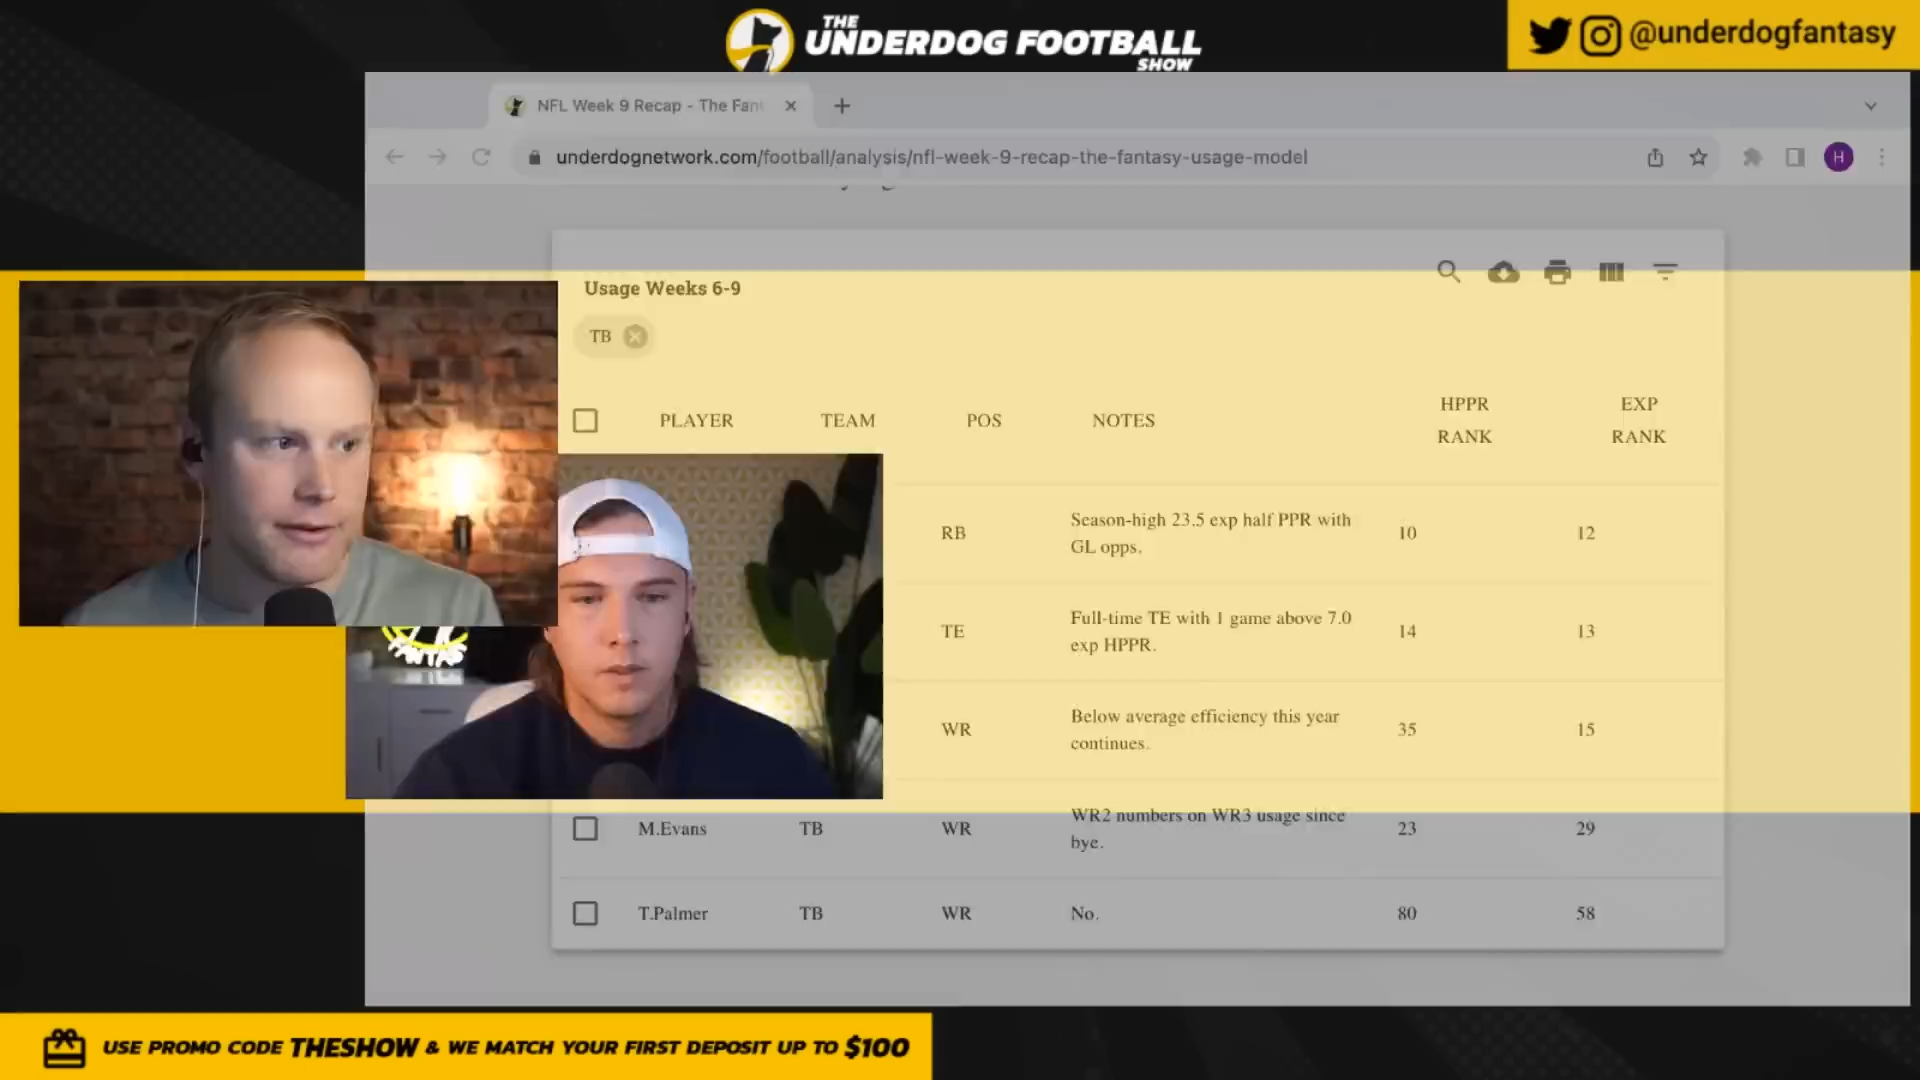 THE
UNDERDOG FOOTBALL
SHOW
@underdogfantasy
NFL Week 9 Recap - The Fan
underdognetwork.com/football/analysis/nfl-week-9-recap-the-fantasy-usage-model
H
Usage Weeks 6-9
TB
PLAYER TEAM POS NOTES HPPR RANK EXP RANK
RB Season-high 23.5 exp half PPR with 10 12
GL opps.
TE Full-time TE with 1 game above 7.0 14 13
exp HPPR.
WR Below average efficiency this year 35 15
continues.
M.Evans TB WR WR2 numbers on WR3 usage since 23 29
bye.
T.Palmer TB WR No. 80 58
USE PROMO CODE THESHOW & WE MATCH YOUR FIRST DEPOSIT UP TO $100